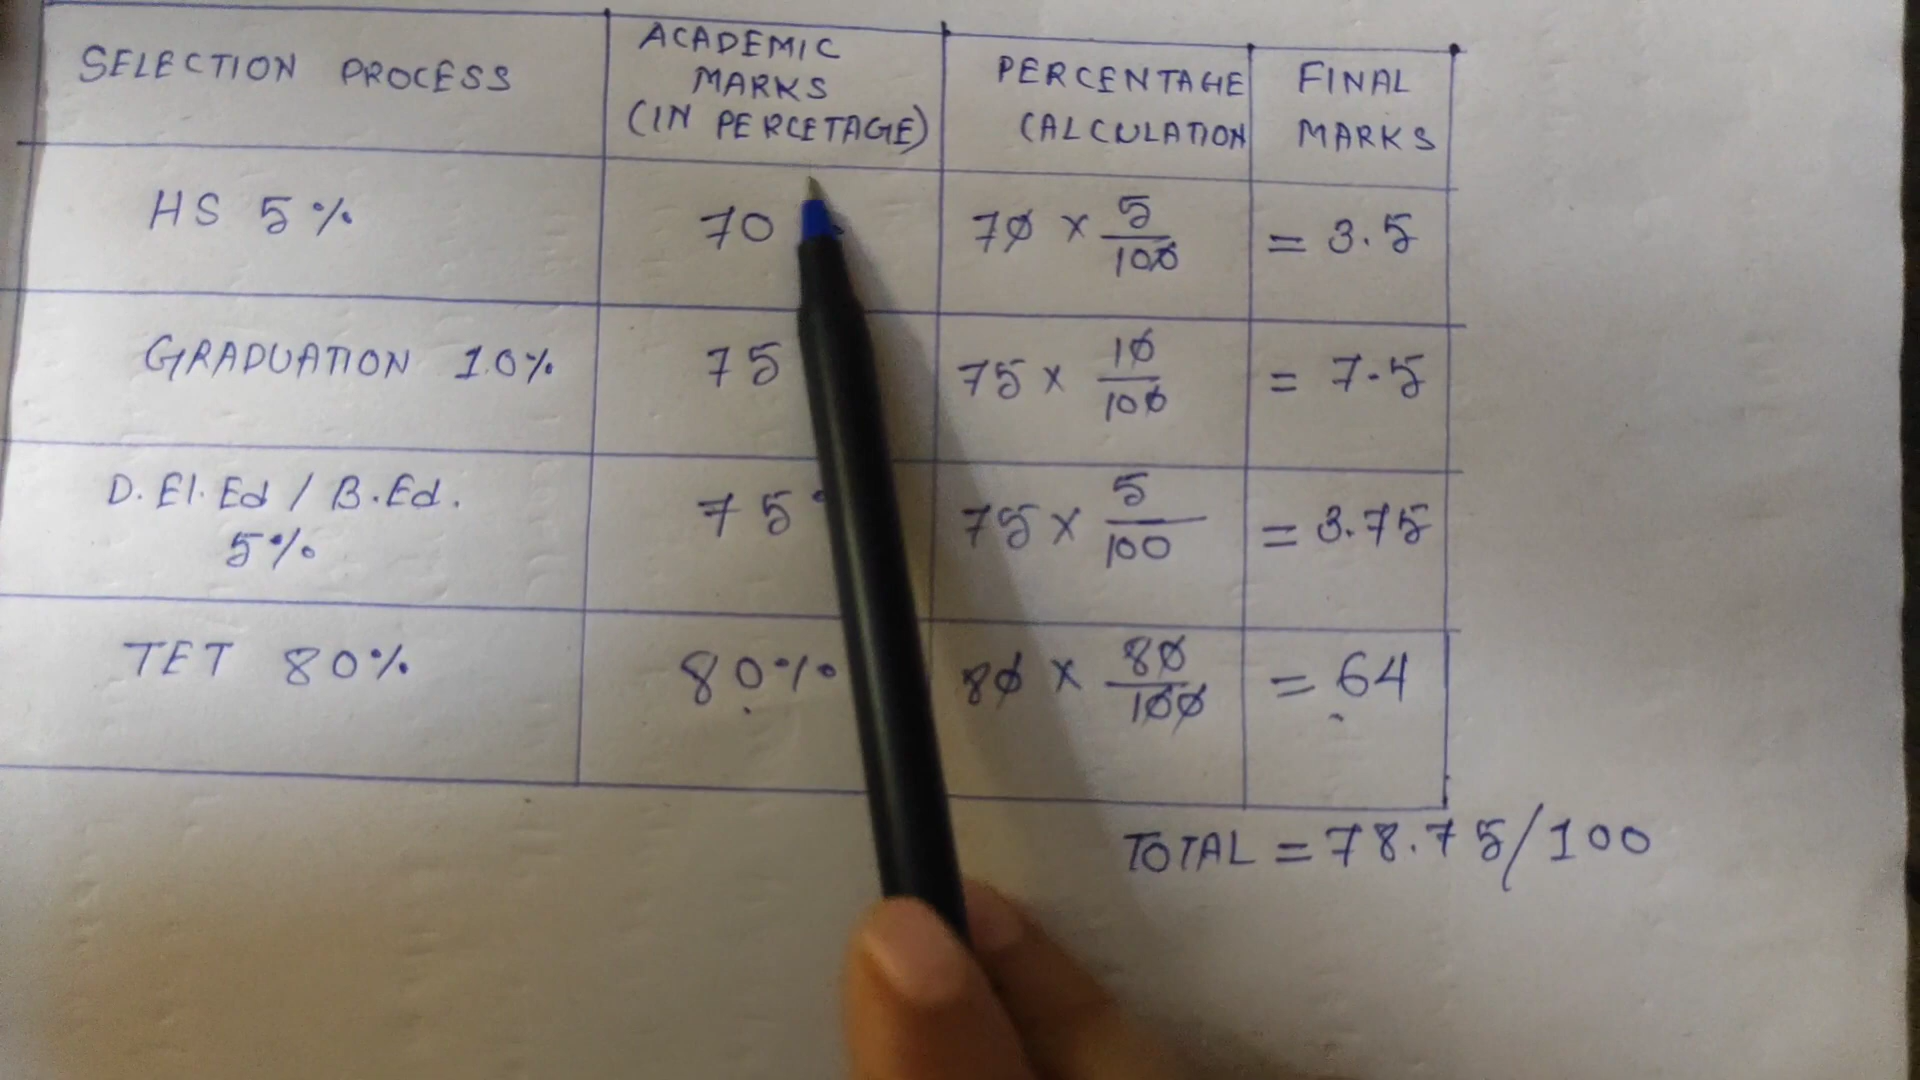 SELECTION PROCESS
ACADEMIC
MARKS
(IN PERCETAGE)
PERCENTAGE
CALCULATION
FINAL
MARKS
HS 5%
70
70 × 5/100
= 3.5
GRADUATION 10%
75
75 × 10/100
= 7.5
D.El.Ed / B.Ed.
5%
75
75 × 5/100
= 3.75
TET 80%
80%
80 × 80/100
= 64
TOTAL = 78.75/100